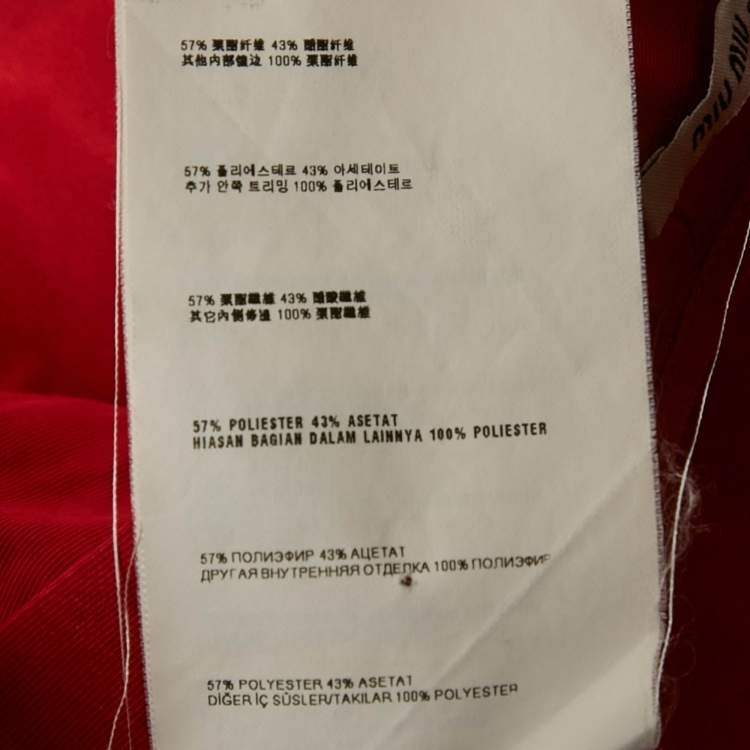 57% 聚酯纤维 43% 醋酯纤维
其他内部镶边 100% 聚酯纤维
57% 폴리에스테르 43% 아세테이트
추가 안쪽 트리밍 100% 폴리에스테르
57% 聚酯纖維 43% 醋酸纖維
其它內側修邊 100% 聚酯纖維
57% POLIESTER 43% ASETAT
HIASAN BAGIAN DALAM LAINNYA 100% POLIESTER
57% ПОЛИЭФИР 43% АЦЕТАТ
ДРУГАЯ ВНУТРЕННЯЯ ОТДЕЛКА 100% ПОЛИЭФИР
57% POLYESTER 43% ASETAT
DİĞER İÇ SÜSLER/TAKILAR 100% POLYESTER
miu miu